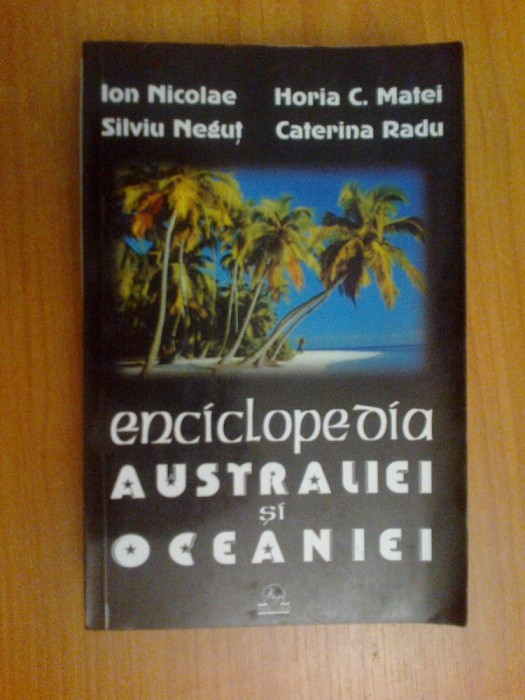 Ion Nicolae Horia C. Matei
Silviu Neguț Caterina Radu
enciclopedia
AUSTRALIEI
și
OCEANIEI